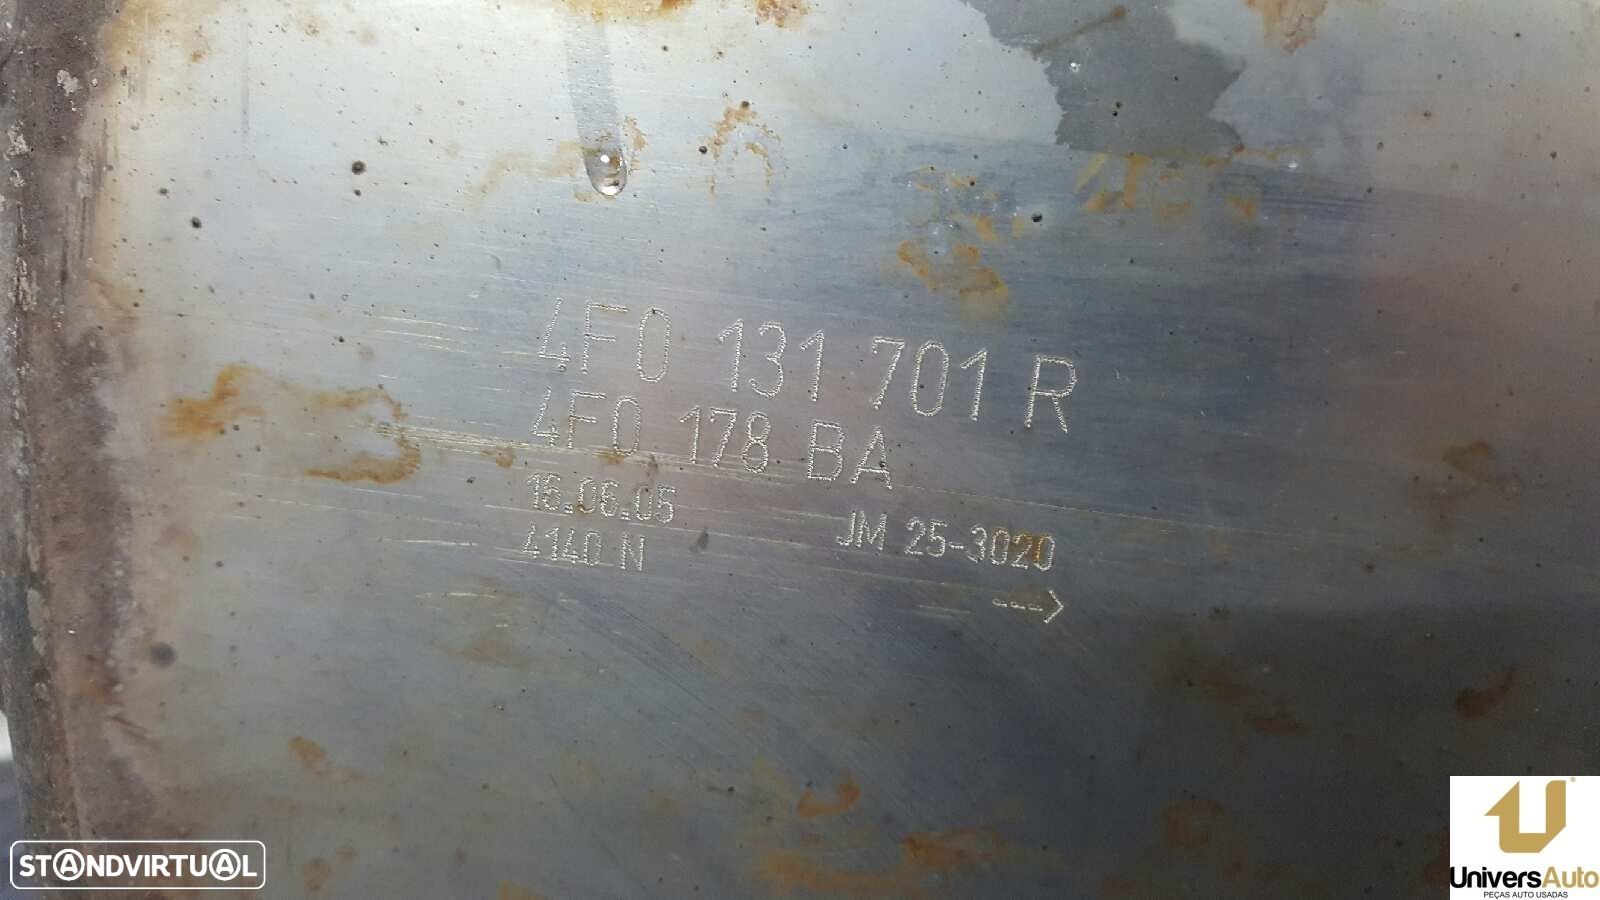 4F0 131 701 R
4F0 178 BA
16.06.05
4140 N
JM 25-3020
--->
STANDVIRTUAL
UniversAuto
PEÇAS AUTO USADAS